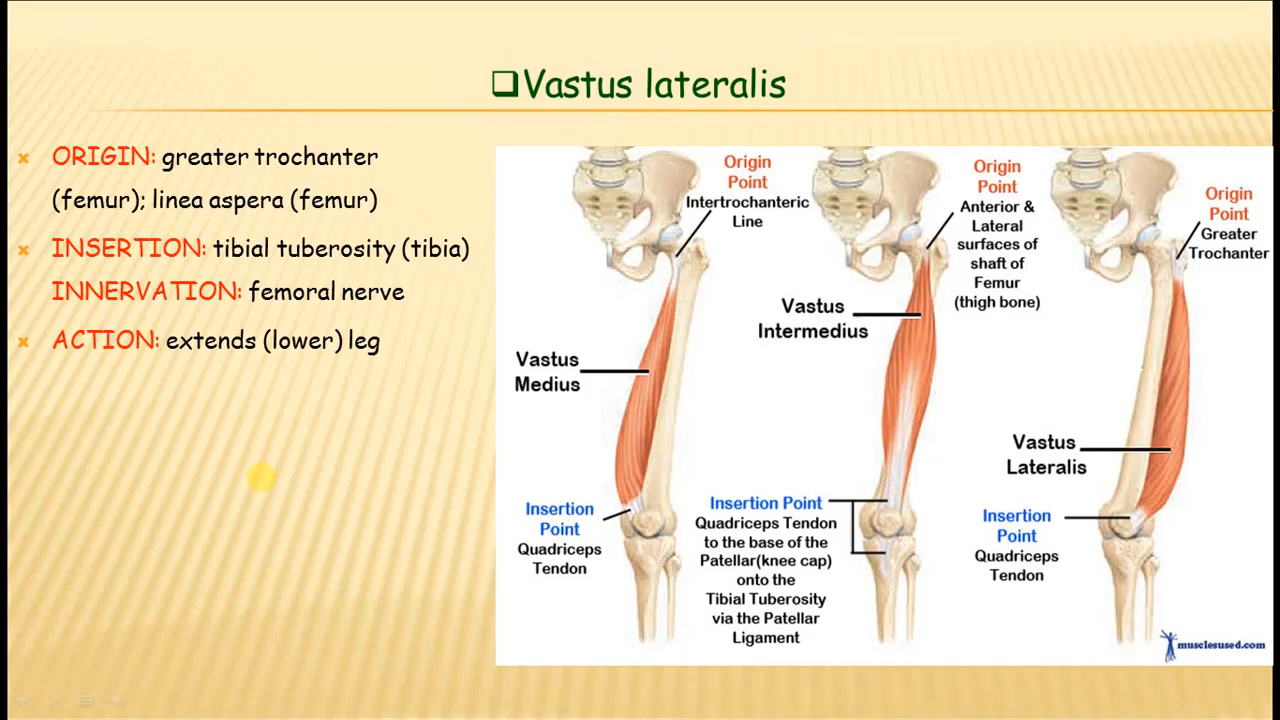 ❑Vastus lateralis
ORIGIN: greater trochanter
(femur); linea aspera (femur)
INSERTION: tibial tuberosity (tibia)
INNERVATION: femoral nerve
ACTION: extends (lower) leg
Origin
Point
Intertrochanteric
Line
Vastus
Medius
Insertion
Point
Quadriceps
Tendon
Origin
Point
Anterior &
Lateral
surfaces of
shaft of
Femur
(thigh bone)
Vastus
Intermedius
Insertion Point
Quadriceps Tendon
to the base of the
Patellar(knee cap)
onto the
Tibial Tuberosity
via the Patellar
Ligament
Origin
Point
Greater
Trochanter
Vastus
Lateralis
Insertion
Point
Quadriceps
Tendon
musclesused.com